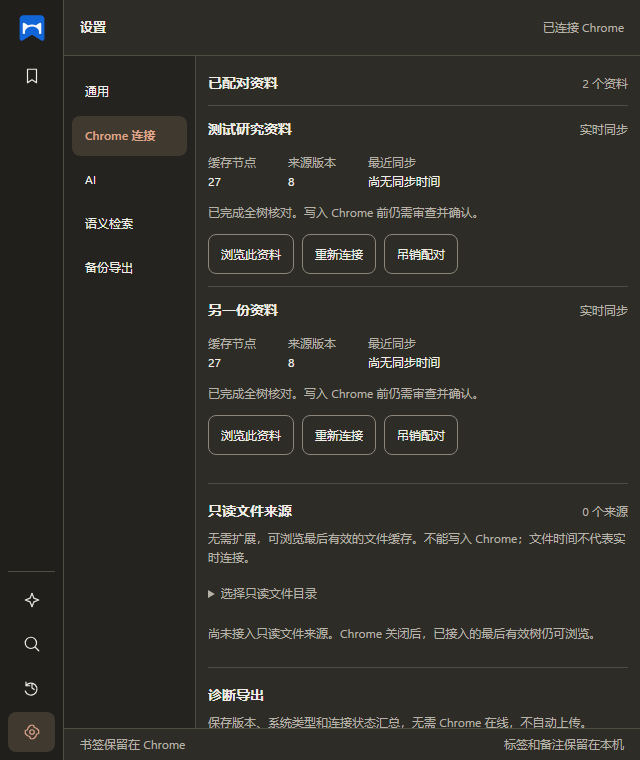 设置
已连接 Chrome
通用
Chrome 连接
AI
语义检索
备份导出
已配对资料
2 个资料
测试研究资料
实时同步
缓存节点 来源版本 最近同步
27 8 尚无同步时间
已完成全树核对。写入 Chrome 前仍需审查并确认。
浏览此资料 重新连接 吊销配对
另一份资料
实时同步
缓存节点 来源版本 最近同步
27 8 尚无同步时间
已完成全树核对。写入 Chrome 前仍需审查并确认。
浏览此资料 重新连接 吊销配对
只读文件来源
0 个来源
无需扩展，可浏览最后有效的文件缓存。不能写入 Chrome；文件时间不代表实
时连接。
选择只读文件目录
尚未接入只读文件来源。Chrome 关闭后，已接入的最后有效树仍可浏览。
诊断导出
保存版本、系统类型和连接状态汇总，无需 Chrome 在线，不自动上传。
书签保留在 Chrome
标签和备注保留在本机